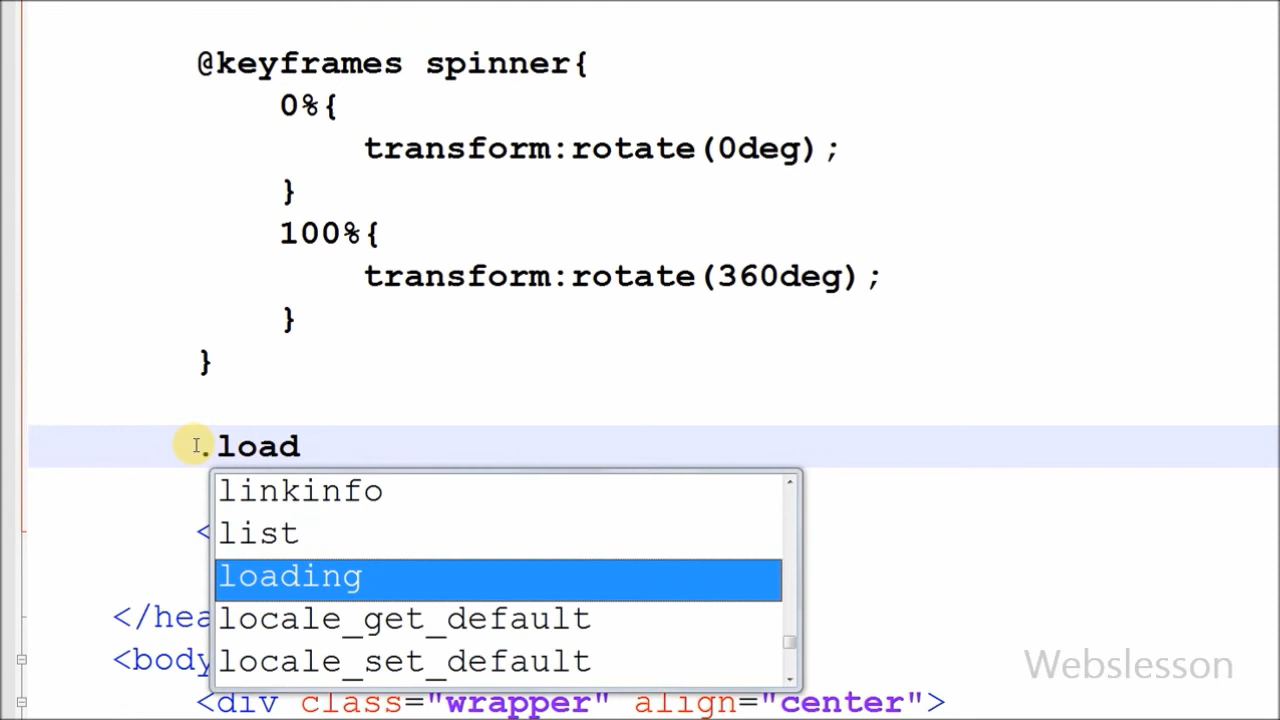 @keyframes spinner{
0%{
transform:rotate(0deg);
}
100%{
transform:rotate(360deg);
}
}
.load
linkinfo
list
<
loading
locale_get_default
</hea
locale_set_default
<body
Webslesson
<div class="wrapper" align="center">